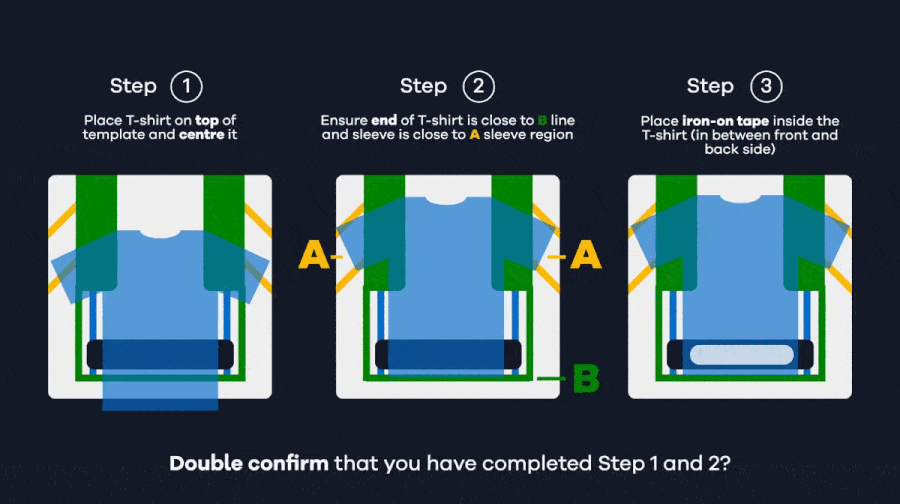 Step 1
Place T-shirt on top of
template and centre it
Step 2
Ensure end of T-shirt is close to B line
and sleeve is close to A sleeve region
Step 3
Place iron-on tape inside the
T-shirt (in between front and
back side)
A
A
B
Double confirm that you have completed Step 1 and 2?